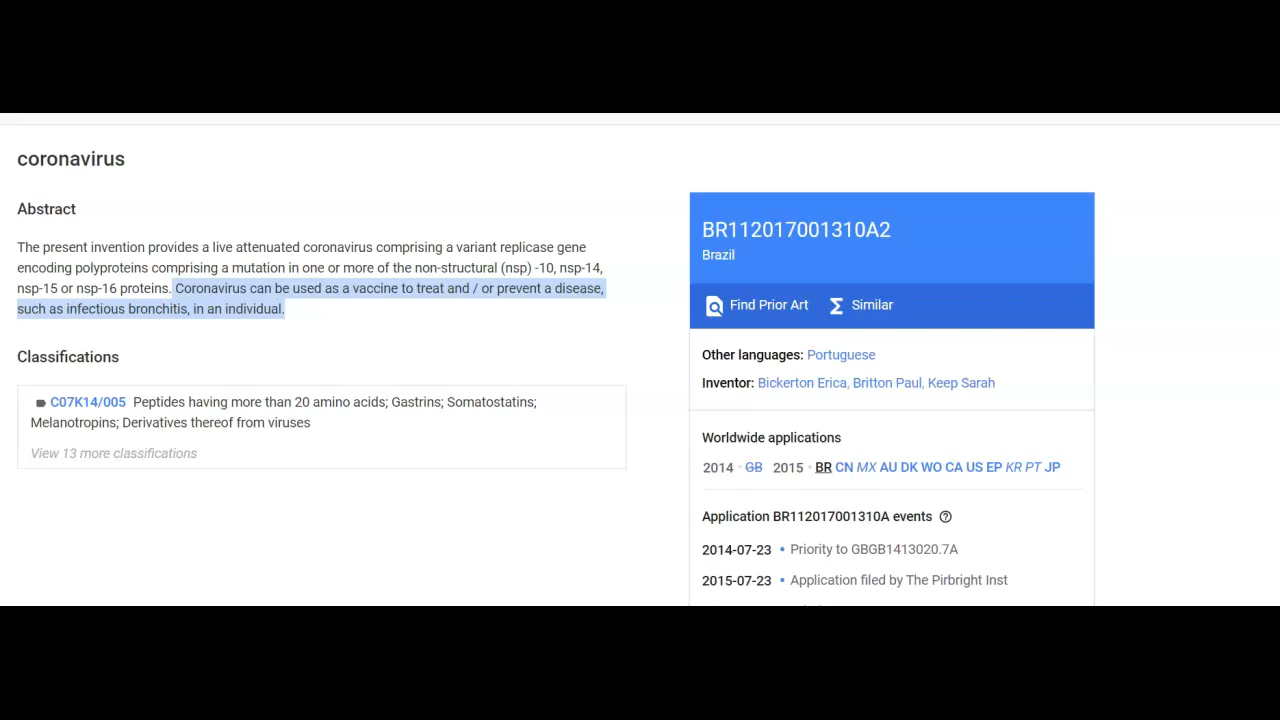 coronavirus
Abstract
The present invention provides a live attenuated coronavirus comprising a variant replicase gene
encoding polyproteins comprising a mutation in one or more of the non-structural (nsp) -10, nsp-14,
nsp-15 or nsp-16 proteins. Coronavirus can be used as a vaccine to treat and / or prevent a disease,
such as infectious bronchitis, in an individual.
Classifications
C07K14/005 Peptides having more than 20 amino acids; Gastrins; Somatostatins;
Melanotropins; Derivatives thereof from viruses
View 13 more classifications
BR112017001310A2
Brazil
Find Prior Art Similar
Other languages: Portuguese
Inventor: Bickerton Erica, Britton Paul, Keep Sarah
Worldwide applications
2014 · GB 2015 · BR CN MX AU DK WO CA US EP KR PT JP
Application BR112017001310A events
2014-07-23 • Priority to GBGB1413020.7A
2015-07-23 • Application filed by The Pirbright Inst